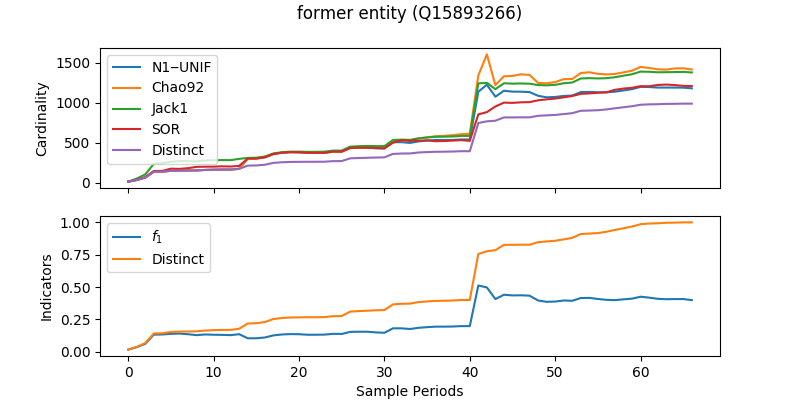 former entity (Q15893266)
1500
1000
500
0
Cardinality
N1−UNIF
Chao92
Jack1
SOR
Distinct
1.00
0.75
0.50
0.25
0.00
Indicators
f1
Distinct
0 10 20 30 40 50 60
Sample Periods